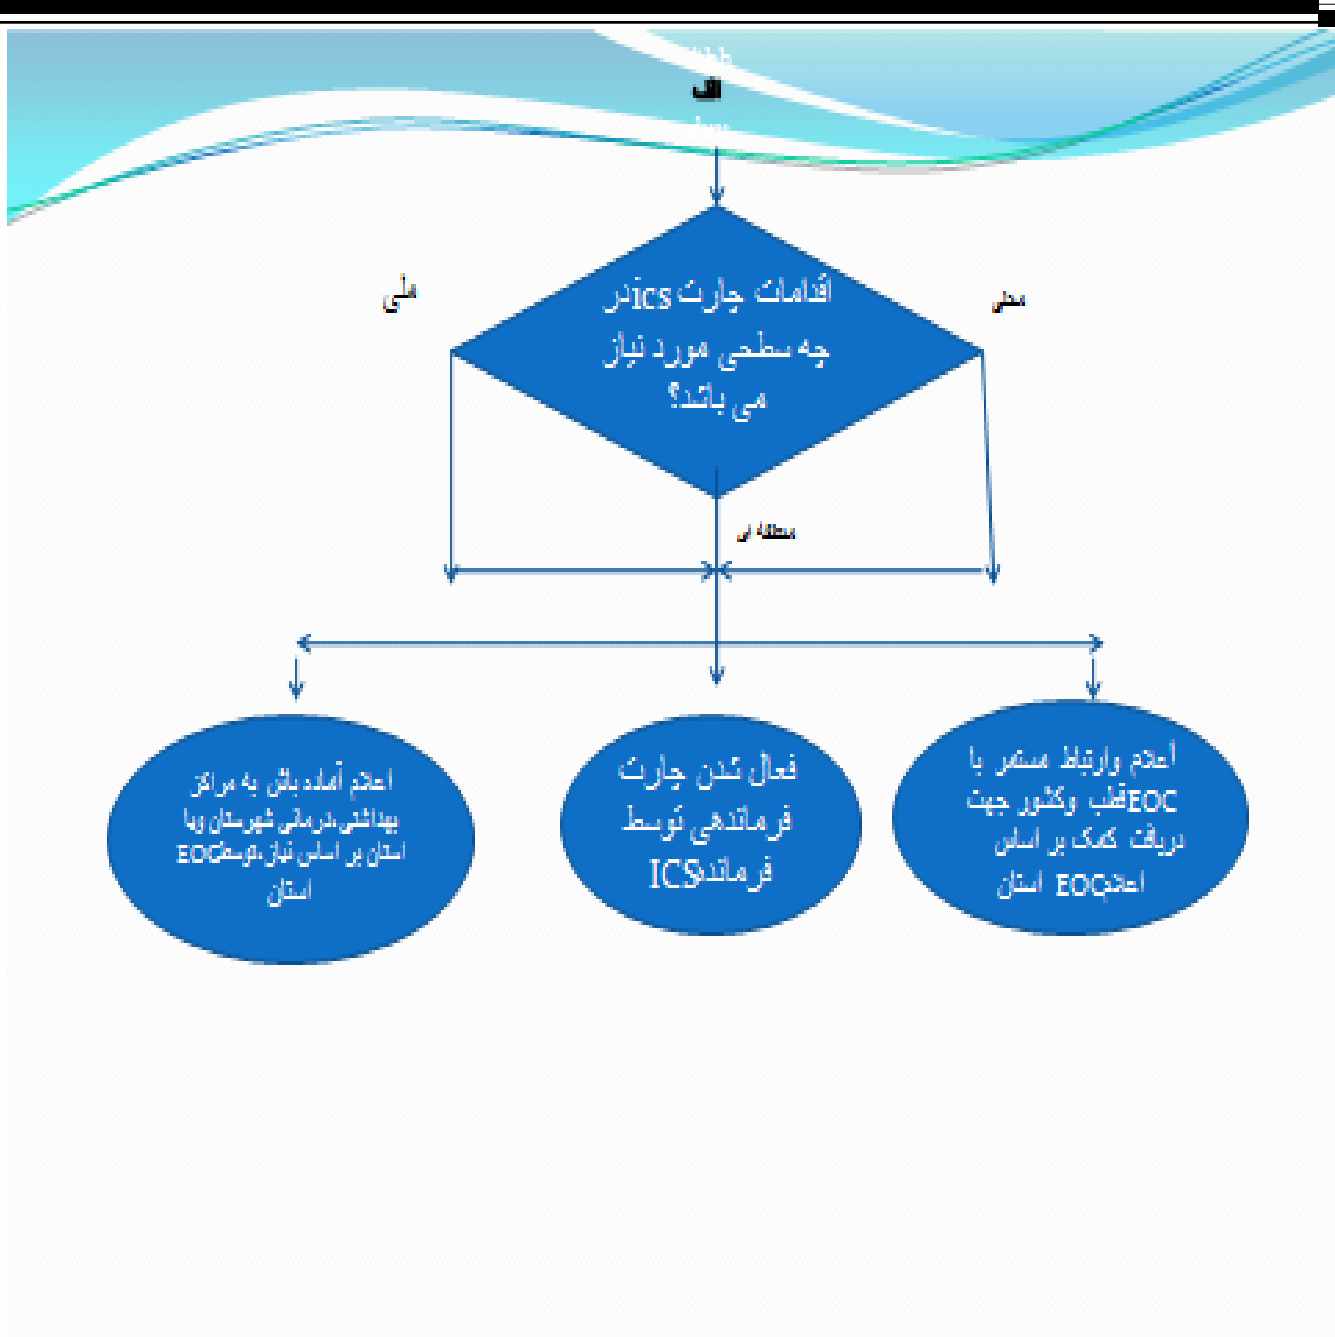 الف
اقدامات چارت icsدر
چه سطحی مورد نیاز
می باشد؟
ملی
محلی
منطقه ای
اعلام وارتباط مستمر با
EOCقطب وکشور جهت
دریافت کمک بر اساس
اعلامEOC استان
فعال شدن چارت
فرماندهی توسط
فرماندهICS
اعلام آماده باش به مراکز
بهداشتی،درمانی شهرستان ویا
استان بر اساس نیاز،توسطEOC
استان